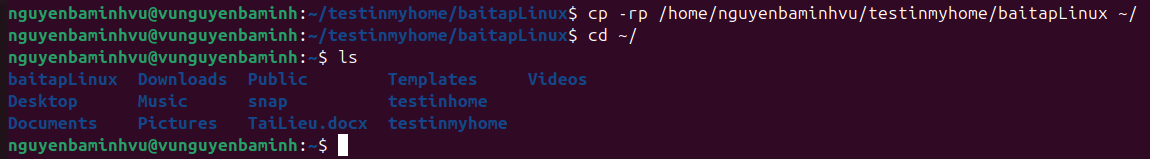 nguyenbaminhvu@vunguyenbaminh:~/testinmyhome/baitapLinux$ cp -rp /home/nguyenbaminhvu/testinmyhome/baitapLinux ~/
nguyenbaminhvu@vunguyenbaminh:~/testinmyhome/baitapLinux$ cd ~/
nguyenbaminhvu@vunguyenbaminh:~$ ls
baitapLinux  Downloads  Public        Templates     Videos
Desktop      Music      snap          testinhome
Documents    Pictures   TaiLieu.docx  testinmyhome
nguyenbaminhvu@vunguyenbaminh:~$